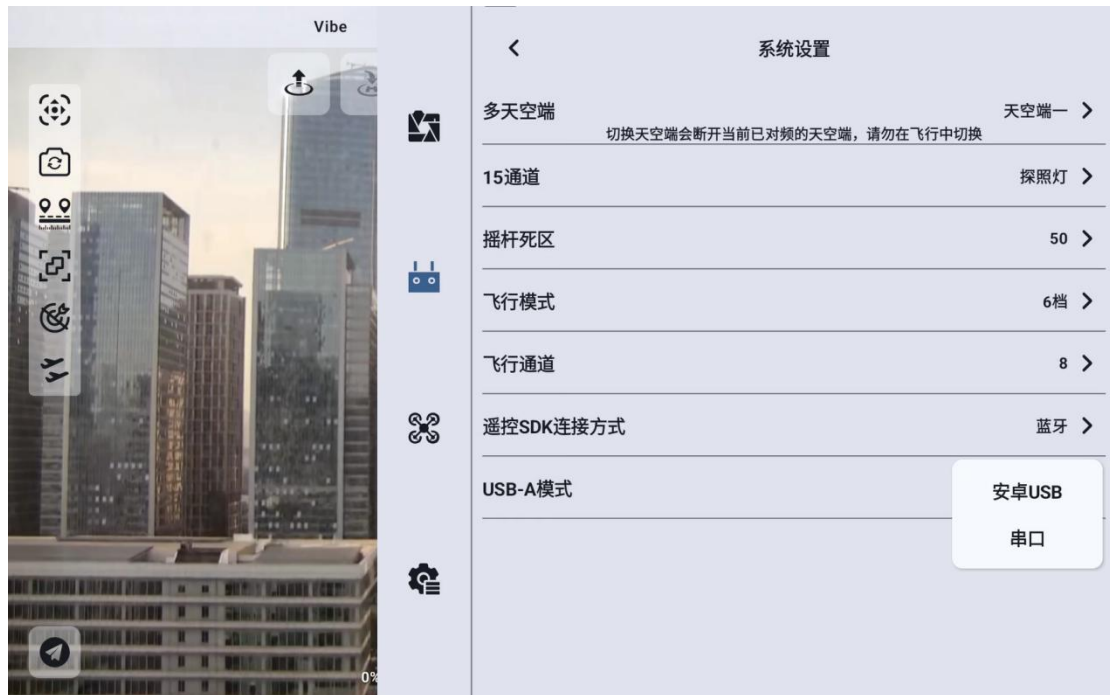 Vibe
系统设置
多天空端
天空端一
切换天空端会断开当前已对频的天空端，请勿在飞行中切换
15通道
探照灯
摇杆死区
50
飞行模式
6档
飞行通道
8
遥控SDK连接方式
蓝牙
USB-A模式
安卓USB
串口
0%